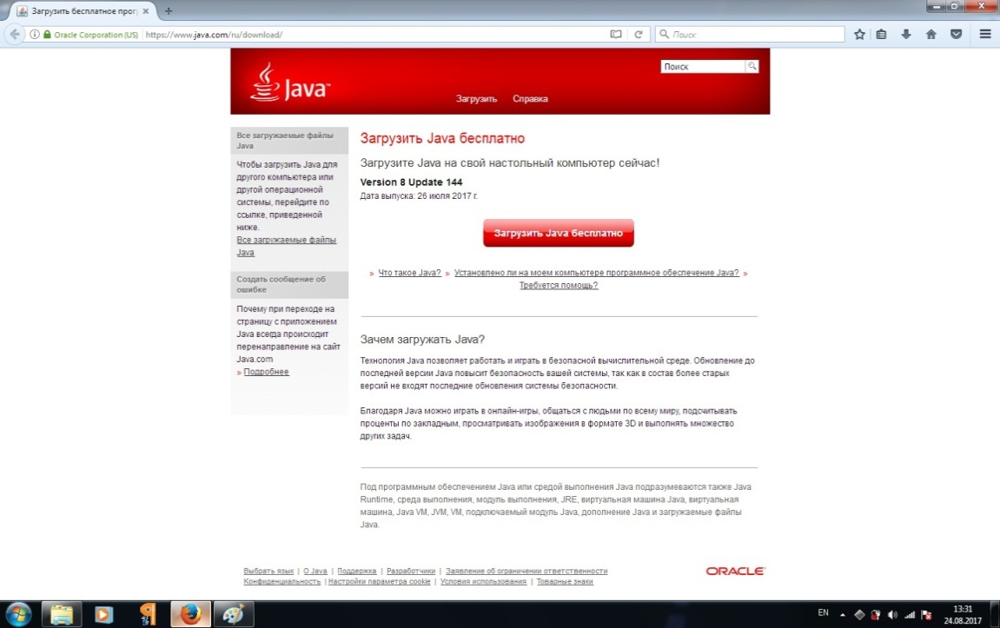 Загрузить бесплатное прог
Oracle Corporation (US)
https://www.java.com/ru/download/
Поиск
Java™
Поиск
Загрузить Справка
Все загружаемые файлы
Java
Чтобы загрузить Java для
другого компьютера или
другой операционной
системы, перейдите по
ссылке, приведенной
ниже.
Все загружаемые файлы
Java
Создать сообщение об
ошибке
Почему при переходе на
страницу с приложением
Java всегда происходит
перенаправление на сайт
Java.com
» Подробнее
Загрузить Java бесплатно
Загрузите Java на свой настольный компьютер сейчас!
Version 8 Update 144
Дата выпуска: 26 июля 2017 г.
Загрузить Java бесплатно
» Что такое Java? » Установлено ли на моем компьютере программное обеспечение Java? »
Требуется помощь?
Зачем загружать Java?
Технология Java позволяет работать и играть в безопасной вычислительной среде. Обновление до
последней версии Java повысит безопасность вашей системы, так как в состав более старых
версий не входят последние обновления системы безопасности.
Благодаря Java можно играть в онлайн-игры, общаться с людьми по всему миру, подсчитывать
проценты по закладным, просматривать изображения в формате 3D и выполнять множество
других задач.
Под программным обеспечением Java или средой выполнения Java подразумеваются также Java
Runtime, среда выполнения, модуль выполнения, JRE, виртуальная машина Java, виртуальная
машина, Java VM, JVM, VM, подключаемый модуль Java, дополнение Java и загружаемые файлы
Java.
Выбрать язык | О Java | Поддержка | Разработчики | Заявление об ограничении ответственности
Конфиденциальность | Настройки параметра cookie | Условия использования | Товарные знаки
ORACLE
EN
13:31
24.08.2017